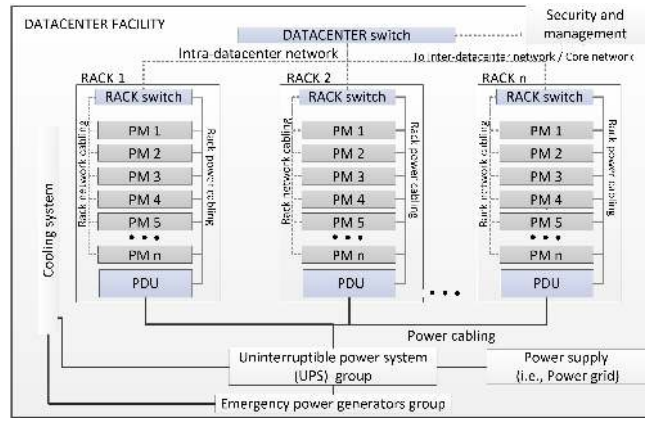 DATACENTER FACILITY
DATACENTER switch
Security and
management
Intra-datacenter network
To Inter-datacenter network / Core network
RACK 1
RACK switch
PM 1
PM 2
PM 3
PM 4
PM 5
• • •
PM n
PDU
Rack network cabling
Rack power cabling
RACK 2
RACK switch
PM 1
PM 2
PM 3
PM 4
PM 5
• • •
PM n
PDU
Rack network cabling
Rack power cabling
• • •
RACK n
RACK switch
PM 1
PM 2
PM 3
PM 4
PM 5
• • •
PM n
PDU
Rack network cabling
Rack power cabling
Cooling system
Power cabling
Uninterruptible power system
(UPS) group
Power supply
(i.e., Power grid)
Emergency power generators group